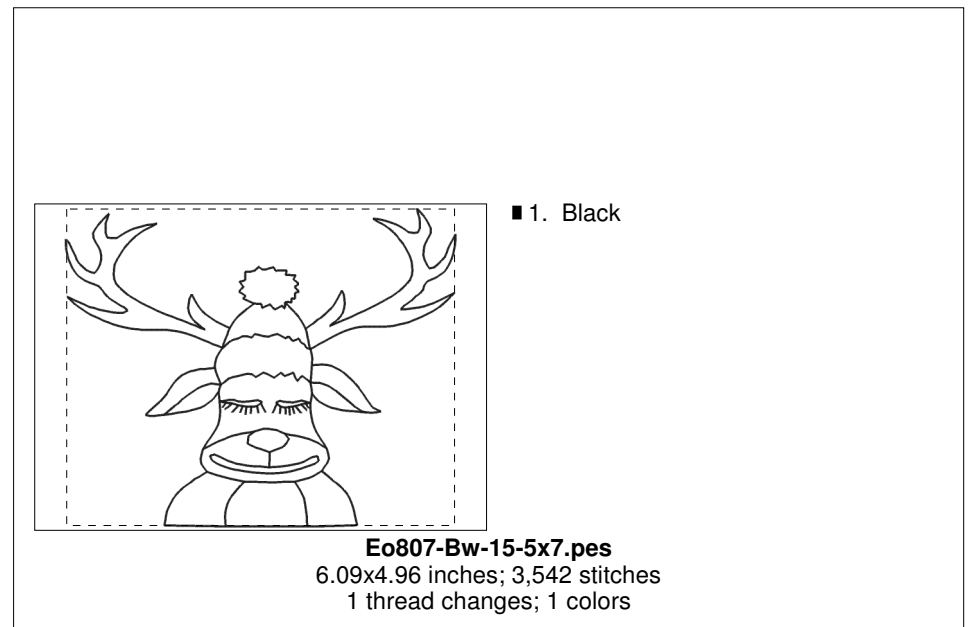 1. Black
Eo807-Bw-15-5x7.pes
6.09x4.96 inches; 3,542 stitches
1 thread changes; 1 colors